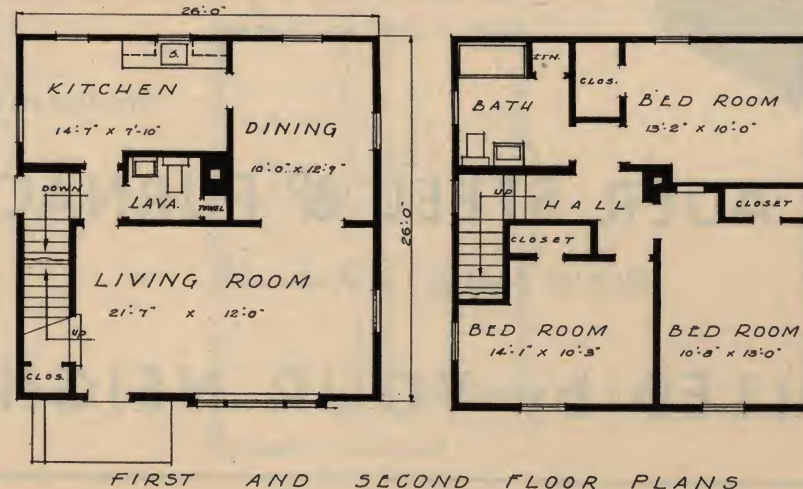 26'-0"
S.
KITCHEN
14'-7" X 7'-10"
DINING
10'-0" X 12'-9"
DOWN
LAVA.
TOWEL
26'-0"
LIVING ROOM
21'-7" X 12'-0"
UP
CLOS.
LIN.
CLOS.
BATH
BED ROOM
13'-2" X 10'-0"
UP
HALL
CLOSET
CLOSET
BED ROOM
14'-1" X 10'-3"
BED ROOM
10'-8" X 13'-0"
FIRST AND SECOND FLOOR PLANS